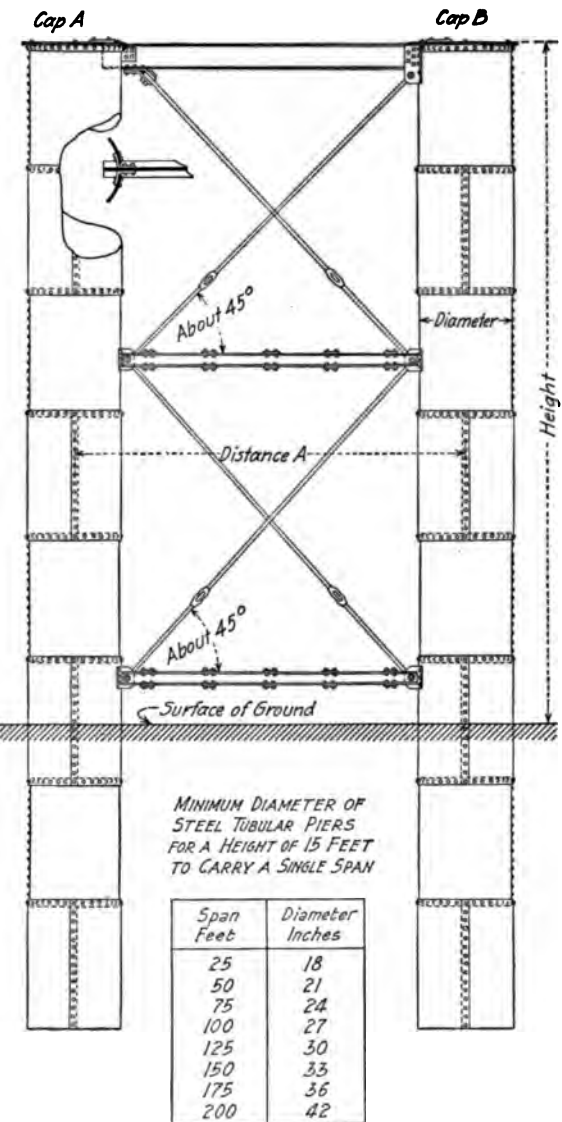 Cap A
Cap B
About 45°
Diameter
Height
Distance A
About 45°
Surface of Ground
MINIMUM DIAMETER OF
STEEL TUBULAR PIERS
FOR A HEIGHT OF 15 FEET
TO CARRY A SINGLE SPAN
Span Feet
Diameter Inches
25 18
50 21
75 24
100 27
125 30
150 33
175 36
200 42